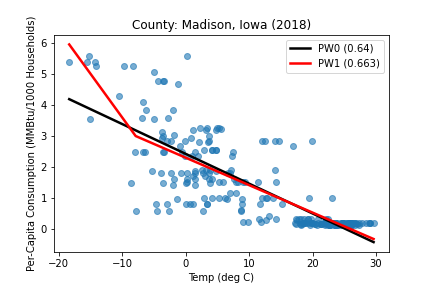 County: Madison, Iowa (2018)
PW0 (0.64)
PW1 (0.663)
Per-Capita Consumption (MMBtu/1000 Households)
6
5
4
3
2
1
0
−20
−10
0
10
20
30
Temp (deg C)